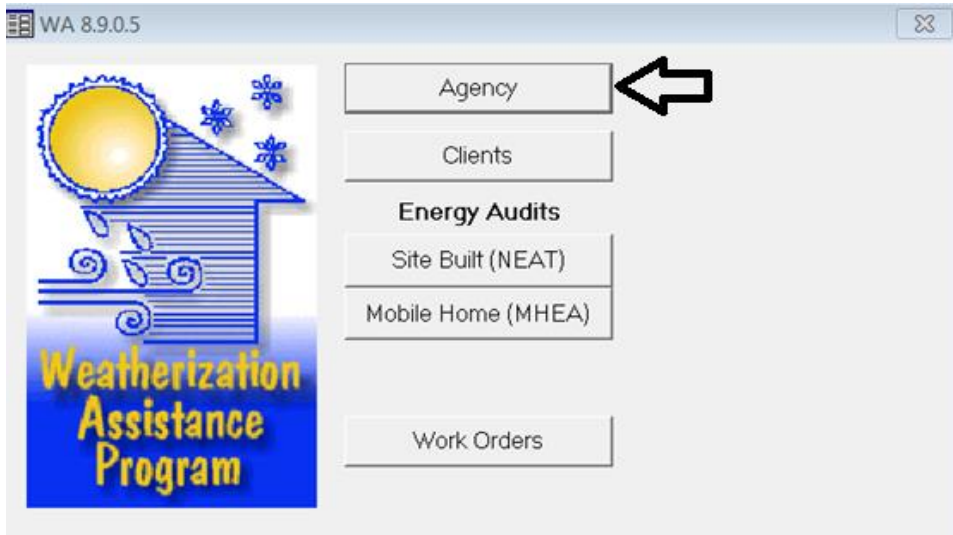 WA 8.9.0.5
Agency
Clients
Energy Audits
Site Built (NEAT)
Mobile Home (MHEA)
Work Orders
Weatherization
Assistance
Program